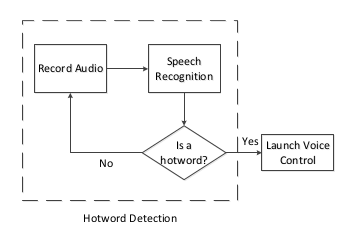 Record Audio
Speech
Recognition
Is a
hotword?
Yes
Launch Voice
Control
No
Hotword Detection